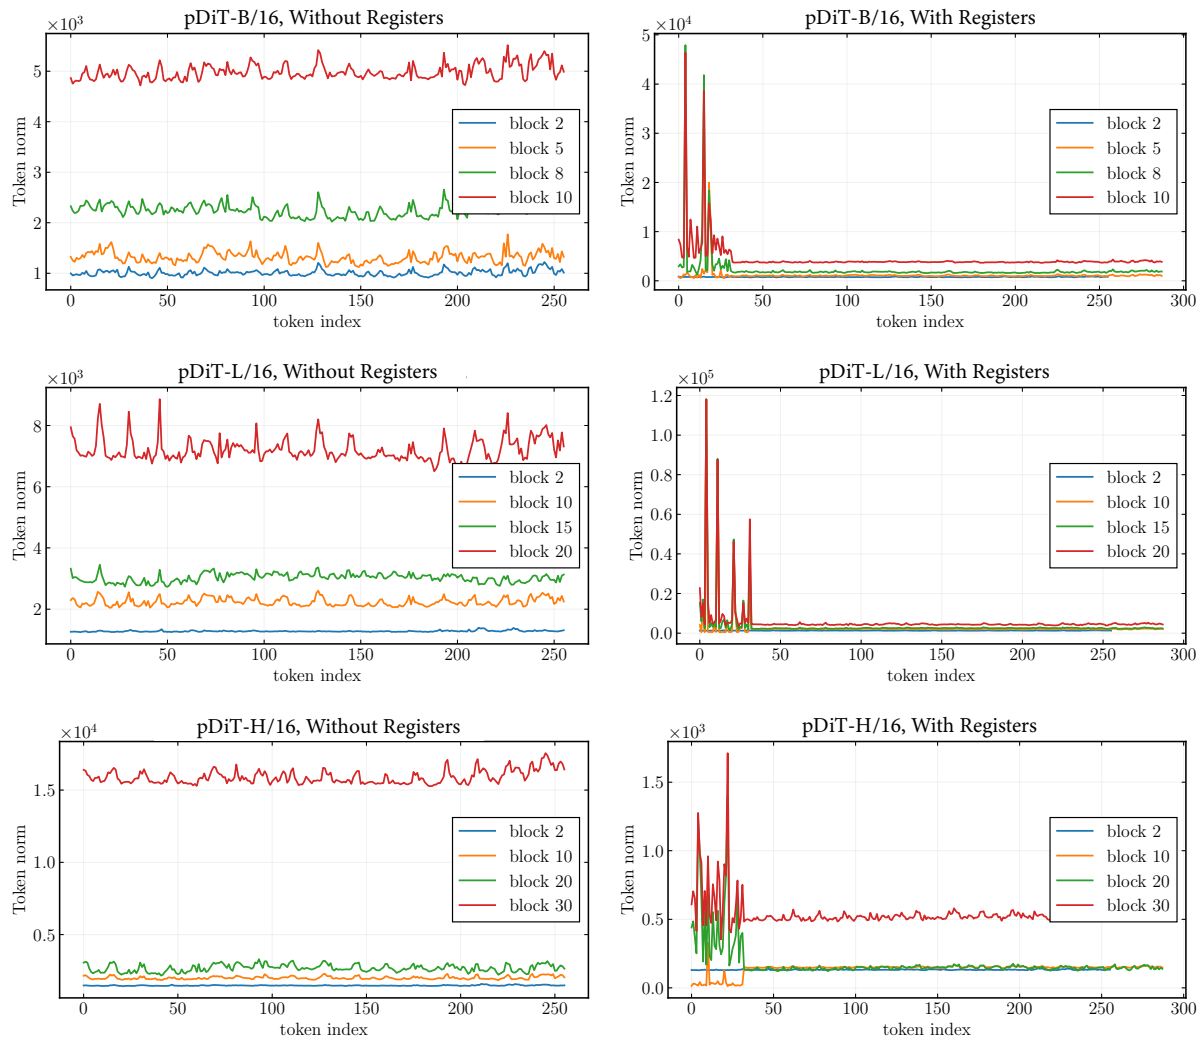 pDiT-B/16, Without Registers
×10³
Token norm
5
4
3
2
1
block 2
block 5
block 8
block 10
0 50 100 150 200 250
token index
pDiT-B/16, With Registers
×10⁴
Token norm
5
4
3
2
1
0
block 2
block 5
block 8
block 10
0 50 100 150 200 250 300
token index
pDiT-L/16, Without Registers
×10³
Token norm
8
6
4
2
block 2
block 10
block 15
block 20
0 50 100 150 200 250
token index
pDiT-L/16, With Registers
×10⁵
Token norm
1.2
1.0
0.8
0.6
0.4
0.2
0.0
block 2
block 10
block 15
block 20
0 50 100 150 200 250 300
token index
pDiT-H/16, Without Registers
×10⁴
Token norm
1.5
1.0
0.5
block 2
block 10
block 20
block 30
0 50 100 150 200 250
token index
pDiT-H/16, With Registers
×10³
Token norm
1.5
1.0
0.5
0.0
block 2
block 10
block 20
block 30
0 50 100 150 200 250 300
token index